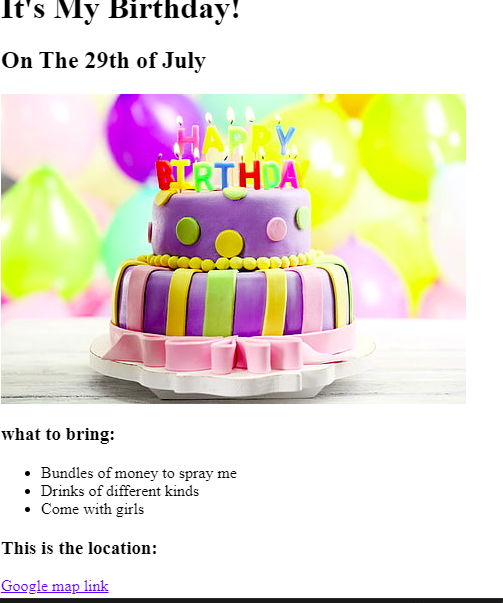 It's My Birthday!
On The 29th of July
HAPPY
BIRTHDAY
what to bring:
Bundles of money to spray me
Drinks of different kinds
Come with girls
This is the location:
Google map link